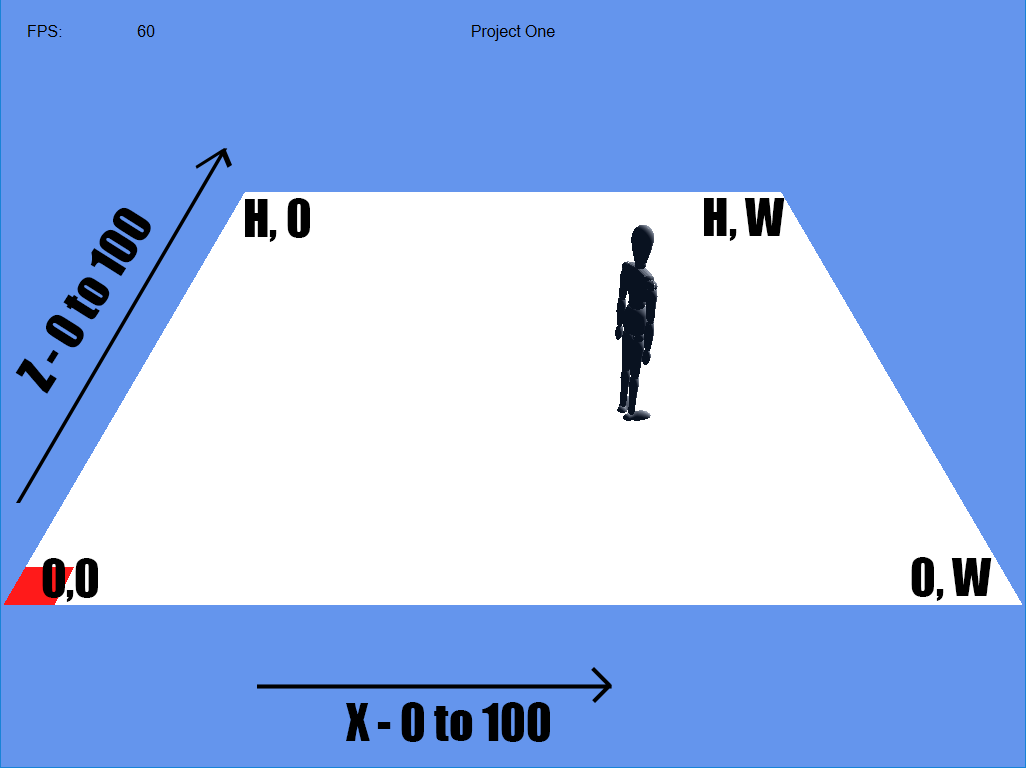 FPS: 60
Project One
Z - 0 to 100
H, 0
H, W
0,0
0, W
X - 0 to 100